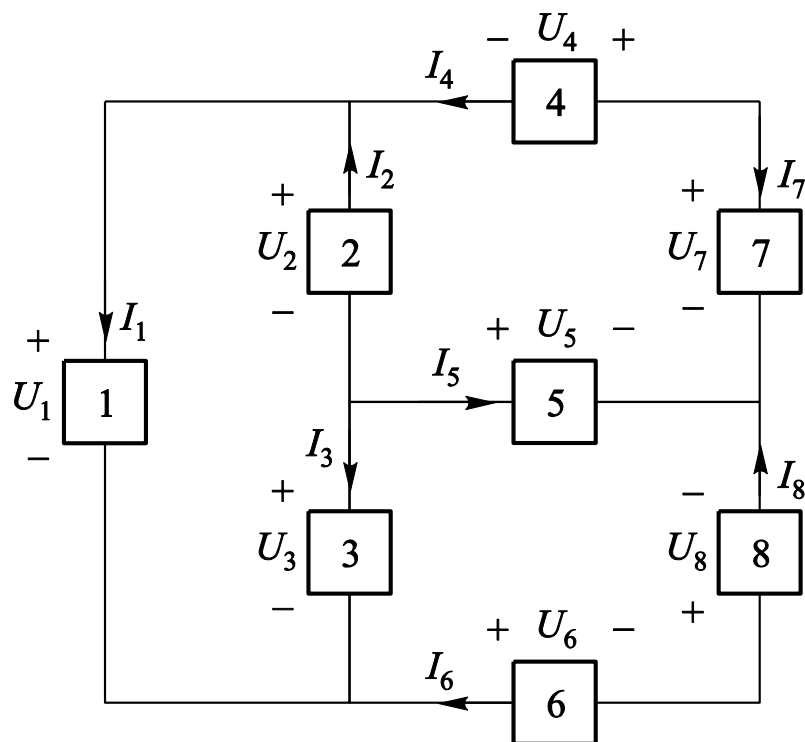 − U4 +
I4
4
I2
I7
+
+
U2
2
U7
7
−
−
I1
+
+ U5 −
I5
U1
1
5
−
I3
I8
+
−
U3
3
U8
8
−
+
+ U6 −
I6
6